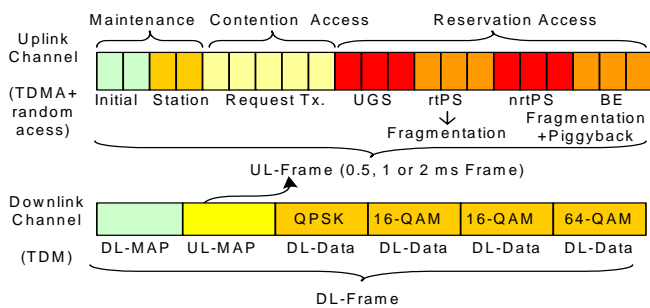 Maintenance Contention Access Reservation Access
Uplink
Channel
(TDMA+
random
acess)
Initial Station Request Tx. UGS rtPS nrtPS BE
Fragmentation
Fragmentation
+Piggyback
UL-Frame (0.5, 1 or 2 ms Frame)
Downlink
Channel
(TDM)
QPSK 16-QAM 16-QAM 64-QAM
DL-MAP UL-MAP DL-Data DL-Data DL-Data DL-Data
DL-Frame